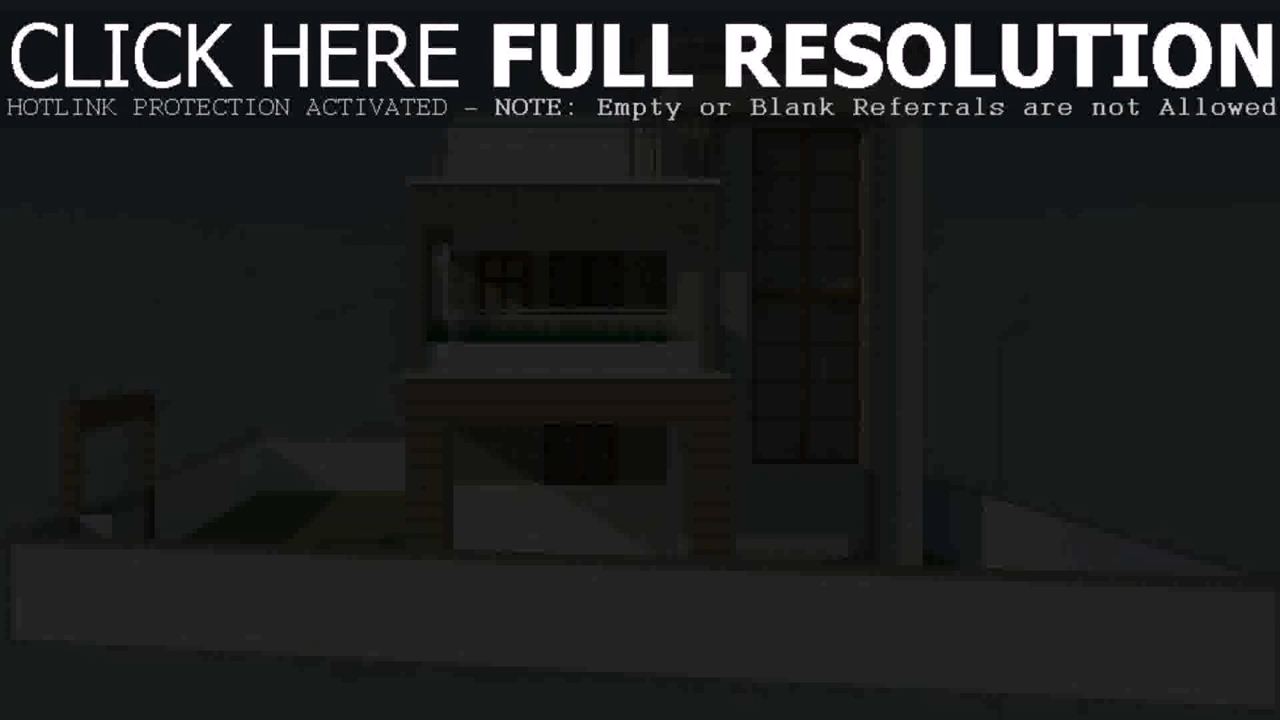 CLICK HERE FULL RESOLUTION
HOTLINK PROTECTION ACTIVATED - NOTE: Empty or Blank Referrals are not Allowed